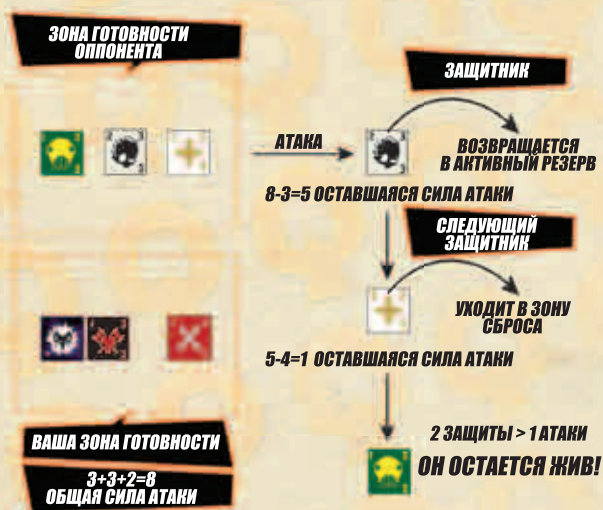 ЗОНА ГОТОВНОСТИ
ОППОНЕНТА
ЗАЩИТНИК
АТАКА
ВОЗВРАЩАЕТСЯ
В АКТИВНЫЙ РЕЗЕРВ
8-3=5 ОСТАВШАЯСЯ СИЛА АТАКИ
СЛЕДУЮЩИЙ
ЗАЩИТНИК
УХОДИТ В ЗОНУ
СБРОСА
5-4=1 ОСТАВШАЯСЯ СИЛА АТАКИ
ВАША ЗОНА ГОТОВНОСТИ
3+3+2=8
ОБЩАЯ СИЛА АТАКИ
2 ЗАЩИТЫ > 1 АТАКИ
ОН ОСТАЕТСЯ ЖИВ!